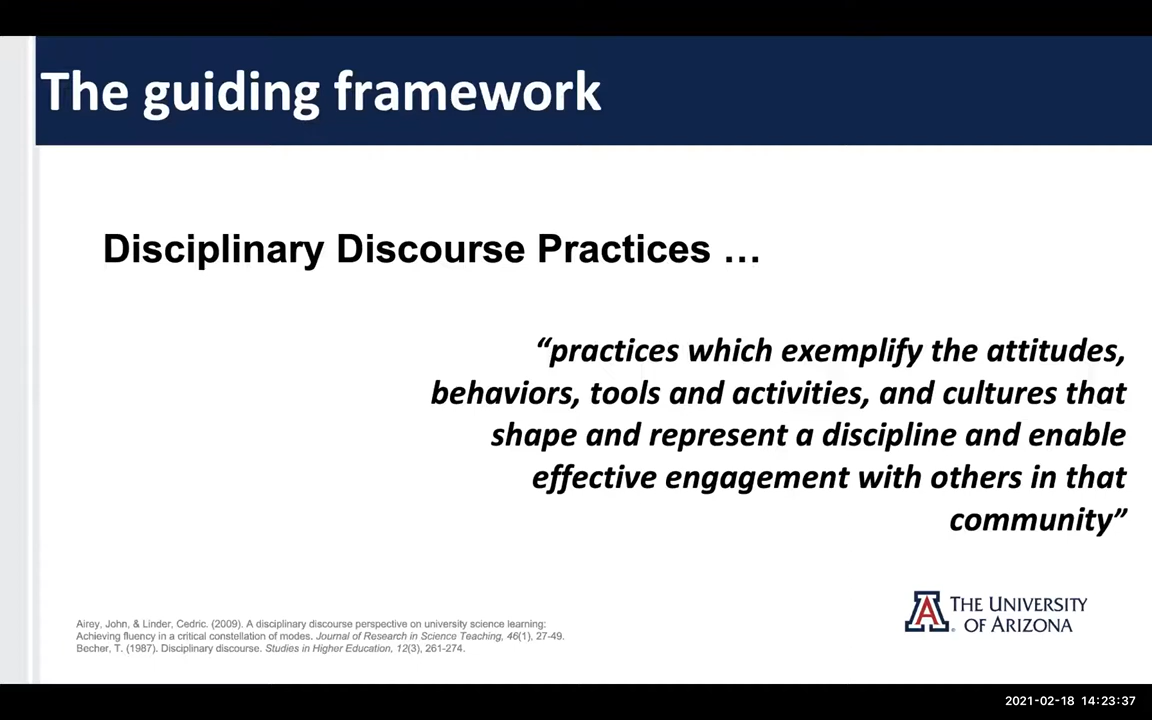 The guiding framework
Disciplinary Discourse Practices …
“practices which exemplify the attitudes,
behaviors, tools and activities, and cultures that
shape and represent a discipline and enable
effective engagement with others in that
community”
Airey, John, & Linder, Cedric. (2009). A disciplinary discourse perspective on university science learning:
Achieving fluency in a critical constellation of modes. Journal of Research in Science Teaching, 46(1), 27-49.
Becher, T. (1987). Disciplinary discourse. Studies in Higher Education, 12(3), 261-274.
A
THE UNIVERSITY
OF ARIZONA
2021-02-18 14:23:37